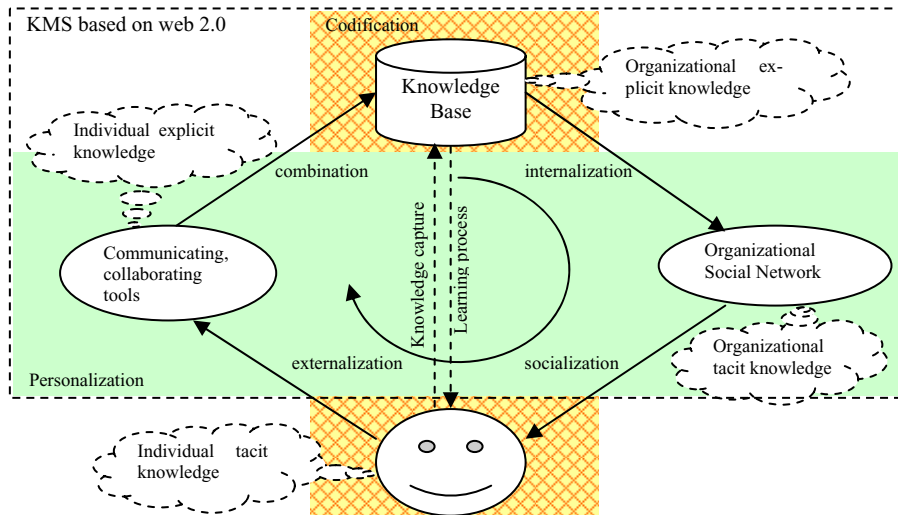 KMS based on web 2.0
Codification
Knowledge
Base
Organizational ex-
plicit knowledge
Individual explicit
knowledge
combination
internalization
Communicating,
collaborating
tools
Knowledge capture
Learning process
Organizational
Social Network
externalization
socialization
Organizational
tacit knowledge
Personalization
Individual tacit
knowledge